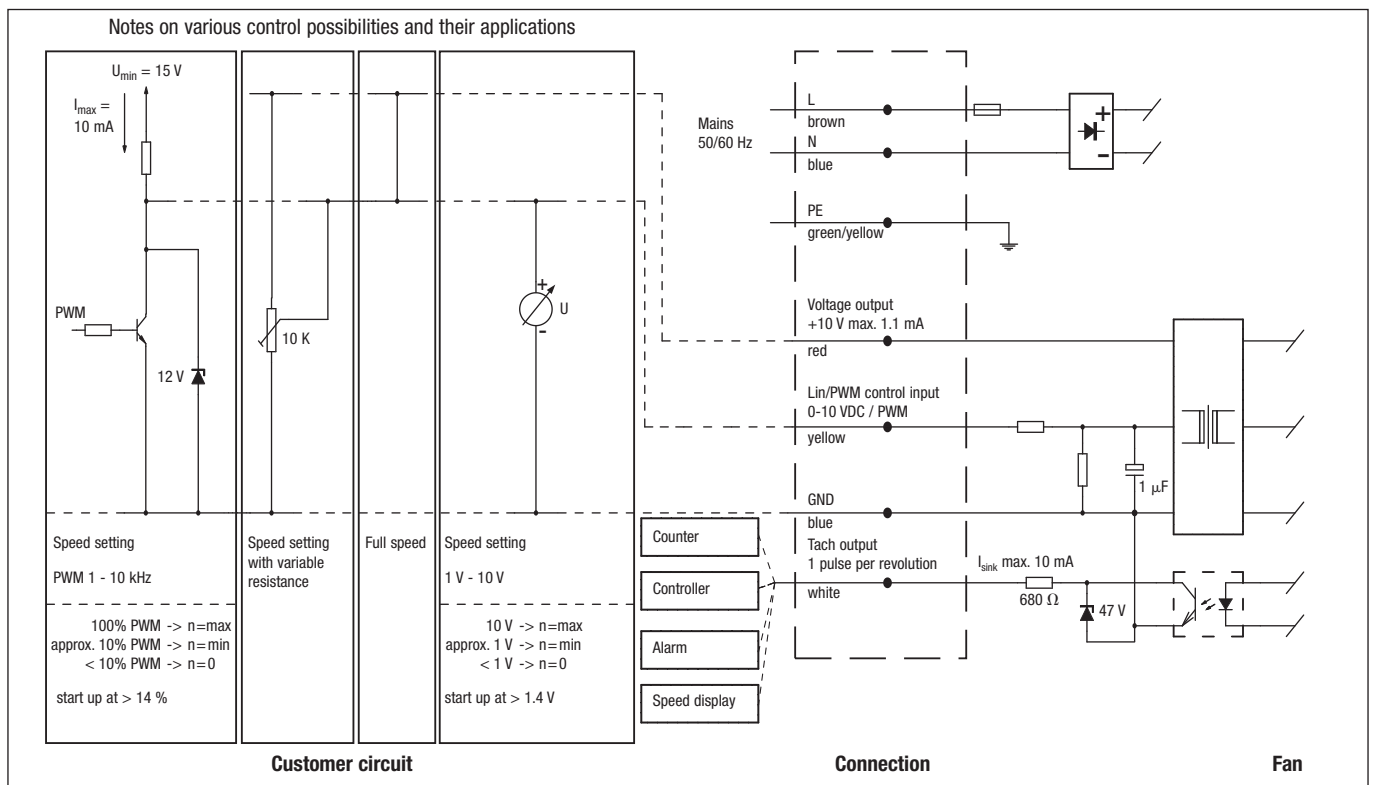 Notes on various control possibilities and their applications
Umin = 15 V
Imax =
10 mA
PWM
12 V
Speed setting
PWM 1 - 10 kHz
100% PWM -> n=max
approx. 10% PWM -> n=min
< 10% PWM -> n=0
start up at > 14 %
10 K
Speed setting
with variable
resistance
Full speed
+
U
-
Speed setting
1 V - 10 V
10 V -> n=max
approx. 1 V -> n=min
< 1 V -> n=0
start up at > 1.4 V
Customer circuit
Counter
Controller
Alarm
Speed display
Mains
50/60 Hz
L
brown
N
blue
PE
green/yellow
Voltage output
+10 V max. 1.1 mA
red
Lin/PWM control input
0-10 VDC / PWM
yellow
GND
blue
Tach output
1 pulse per revolution
white
Connection
+
-
1 μF
Isink max. 10 mA
680 Ω
47 V
Fan